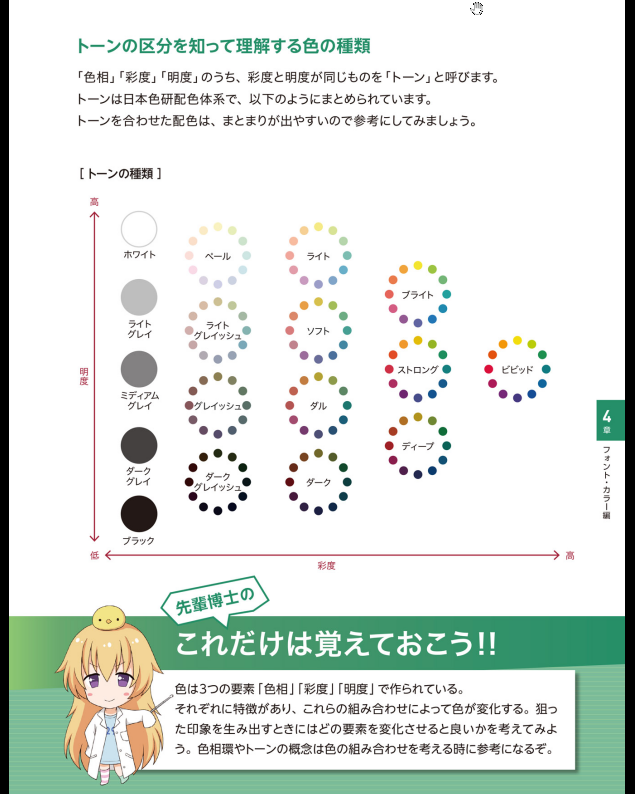 トーンの区分を知って理解する色の種類
「色相」「彩度」「明度」のうち、彩度と明度が同じものを「トーン」と呼びます。
トーンは日本色研配色体系で、以下のようにまとめられています。
トーンを合わせた配色は、まとまりが出やすいので参考にしてみましょう。
[ トーンの種類 ]
高
明度
低
ホワイト
ライト
グレイ
ミディアム
グレイ
ダーク
グレイ
ブラック
ペール
ライト
グレイッシュ
グレイッシュ
ダーク
グレイッシュ
ライト
ソフト
ダル
ダーク
ブライト
ストロング
ディープ
ビビッド
彩度
高
4
章
フォント・カラー編
先輩博士の
これだけは覚えておこう!!
色は3つの要素「色相」「彩度」「明度」で作られている。
それぞれに特徴があり、これらの組み合わせによって色が変化する。狙っ
た印象を生み出すときにはどの要素を変化させると良いかを考えてみよ
う。色相環やトーンの概念は色の組み合わせを考える時に参考になるぞ。